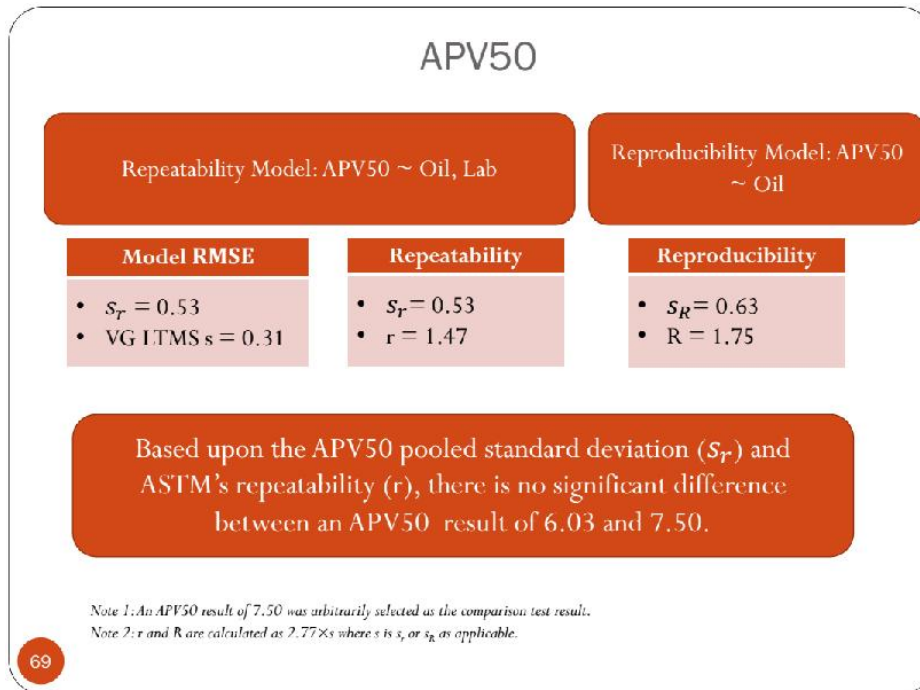 APV50
Repeatability Model: APV50 ~ Oil, Lab
Reproducibility Model: APV50
~ Oil
Model RMSE
• sᵣ = 0.53
• VG LTMS s = 0.31
Repeatability
• sᵣ = 0.53
• r = 1.47
Reproducibility
• s_R = 0.63
• R = 1.75
Based upon the APV50 pooled standard deviation (sᵣ) and
ASTM's repeatability (r), there is no significant difference
between an APV50 result of 6.03 and 7.50.
Note 1: An APV50 result of 7.50 was arbitrarily selected as the comparison test result.
Note 2: r and R are calculated as 2.77×s where s is sᵣ or s_R as applicable.
69